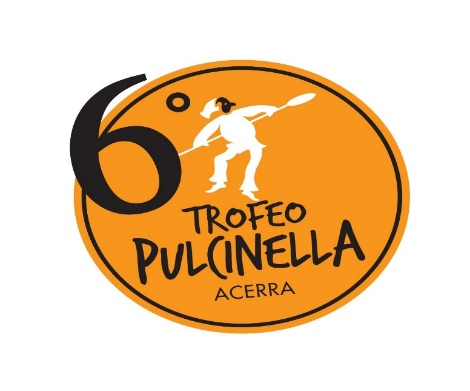 6°
TROFEO
PULCINELLA
ACERRA